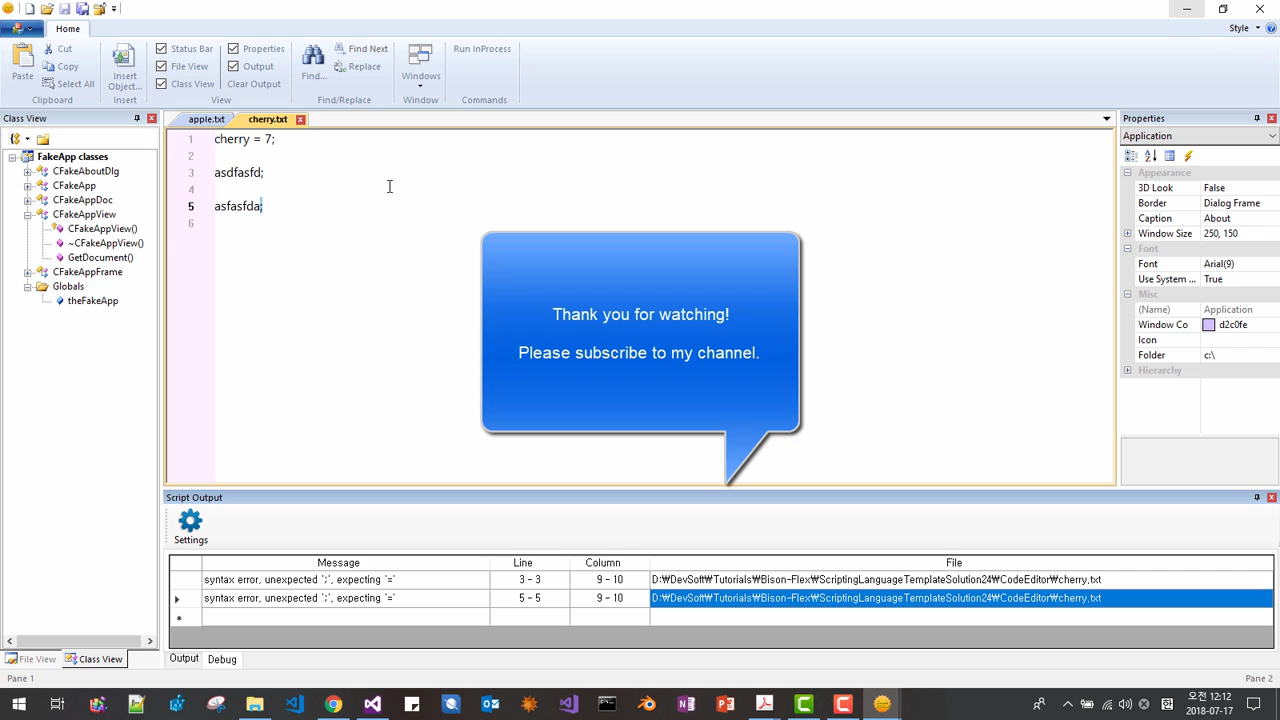 Home
Style
Paste
Cut
Copy
Select All
Clipboard
Insert
Object...
Insert
Status Bar
File View
Class View
Properties
Output
Clear Output
View
Find...
Find Next
Replace
Find/Replace
Windows
Window
Run InProcess
Commands
Class View
FakeApp classes
CFakeAboutDlg
CFakeApp
CFakeAppDoc
CFakeAppView
CFakeAppView()
~CFakeAppView()
GetDocument()
CFakeAppFrame
Globals
theFakeApp
File View
Class View
apple.txt
cherry.txt
1 cherry = 7;
2
3 asdfasfd;
4
5 asfasfda;
6
Thank you for watching!
Please subscribe to my channel.
Properties
Application
Appearance
3D Look False
Border Dialog Frame
Caption About
Window Size 250, 150
Font
Font Arial(9)
Use System ... True
Misc
(Name) Application
Window Co d2c0fe
Icon
Folder c:\
Hierarchy
Script Output
Settings
Message Line Column File
syntax error, unexpected ';', expecting '=' 3 - 3 9 - 10 D:₩DevSoft₩Tutorials₩Bison-Flex₩ScriptingLanguageTemplateSolution24₩CodeEditor₩cherry.txt
syntax error, unexpected ';', expecting '=' 5 - 5 9 - 10 D:₩DevSoft₩Tutorials₩Bison-Flex₩ScriptingLanguageTemplateSolution24₩CodeEditor₩cherry.txt
Output
Debug
Pane 1
Pane 2
오전 12:12
2018-07-17